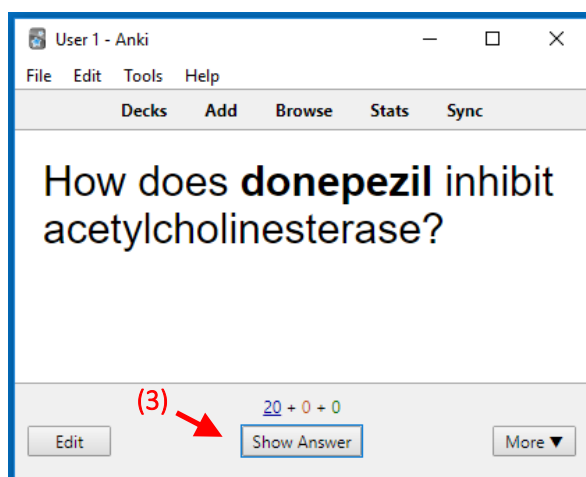 User 1 - Anki
File Edit Tools Help
Decks Add Browse Stats Sync
How does donepezil inhibit
acetylcholinesterase?
(3)
20 + 0 + 0
Edit Show Answer More ▼